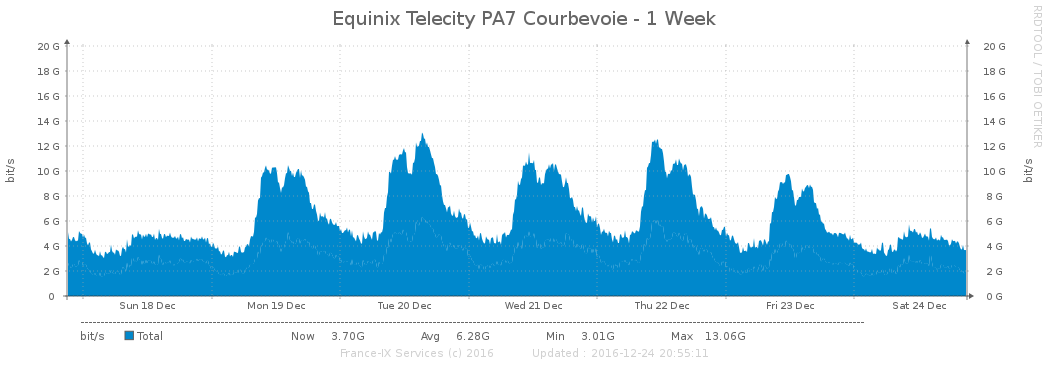 Equinix Telecity PA7 Courbevoie - 1 Week
RRDTOOL / TOBI OETIKER
20 G 20 G
18 G 18 G
16 G 16 G
14 G 14 G
12 G 12 G
10 G 10 G
8 G 8 G
6 G 6 G
4 G 4 G
2 G 2 G
0 0 G
bit/s bit/s
Sun 18 Dec Mon 19 Dec Tue 20 Dec Wed 21 Dec Thu 22 Dec Fri 23 Dec Sat 24 Dec
bit/s Total Now 3.70G Avg 6.28G Min 3.01G Max 13.06G
France-IX Services (c) 2016 Updated : 2016-12-24 20:55:11